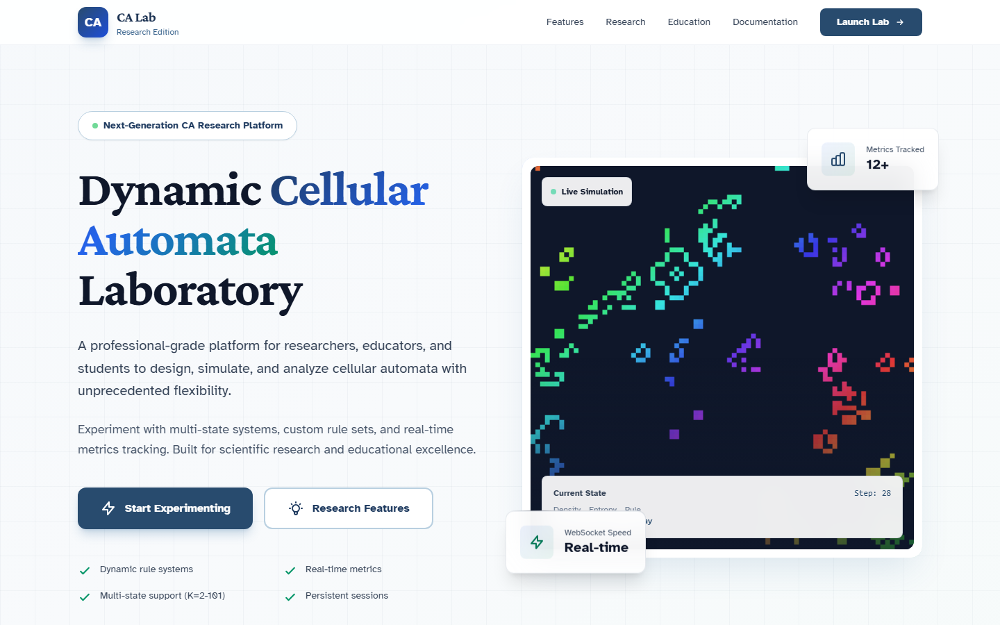 CA
CA Lab
Research Edition
Features
Research
Education
Documentation
Launch Lab
Next-Generation CA Research Platform
Dynamic Cellular
Automata
Laboratory
A professional-grade platform for researchers, educators, and
students to design, simulate, and analyze cellular automata with
unprecedented flexibility.
Experiment with multi-state systems, custom rule sets, and real-time
metrics tracking. Built for scientific research and educational excellence.
Start Experimenting
Research Features
Dynamic rule systems
Real-time metrics
Multi-state support (K=2-101)
Persistent sessions
Metrics Tracked
12+
Live Simulation
Current State
Step: 28
Density Entropy Rule
WebSocket Speed
Real-time